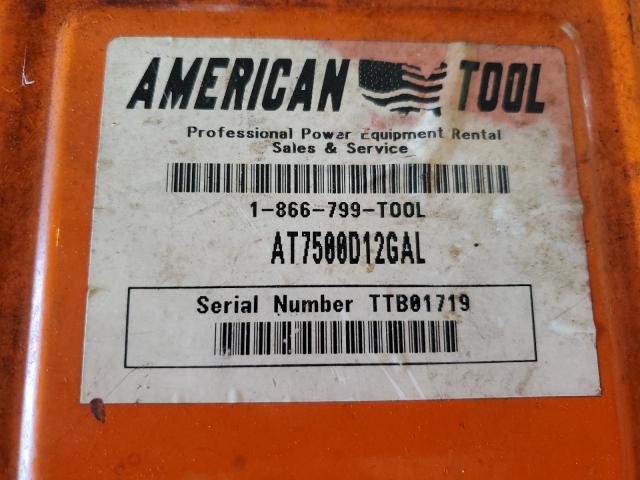 AMERICAN TOOL
Professional Power Equipment Rental
Sales & Service
1-866-799-TOOL
AT7500D12GAL
Serial Number TTB01719